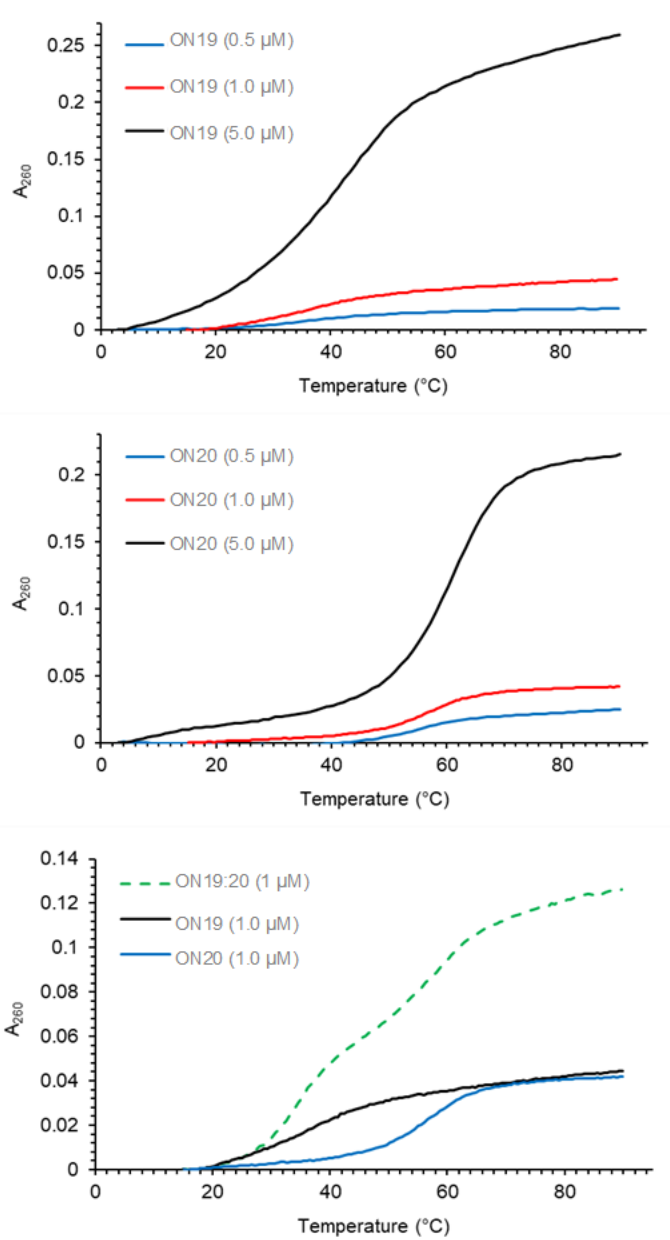 0.25
0.2
0.15
0.1
0.05
0
A260
ON19 (0.5 µM)
ON19 (1.0 µM)
ON19 (5.0 µM)
0 20 40 60 80
Temperature (°C)
0.2
0.15
0.1
0.05
0
A260
ON20 (0.5 µM)
ON20 (1.0 µM)
ON20 (5.0 µM)
0 20 40 60 80
Temperature (°C)
0.14
0.12
0.1
0.08
0.06
0.04
0.02
0
A260
ON19:20 (1 µM)
ON19 (1.0 µM)
ON20 (1.0 µM)
0 20 40 60 80
Temperature (°C)